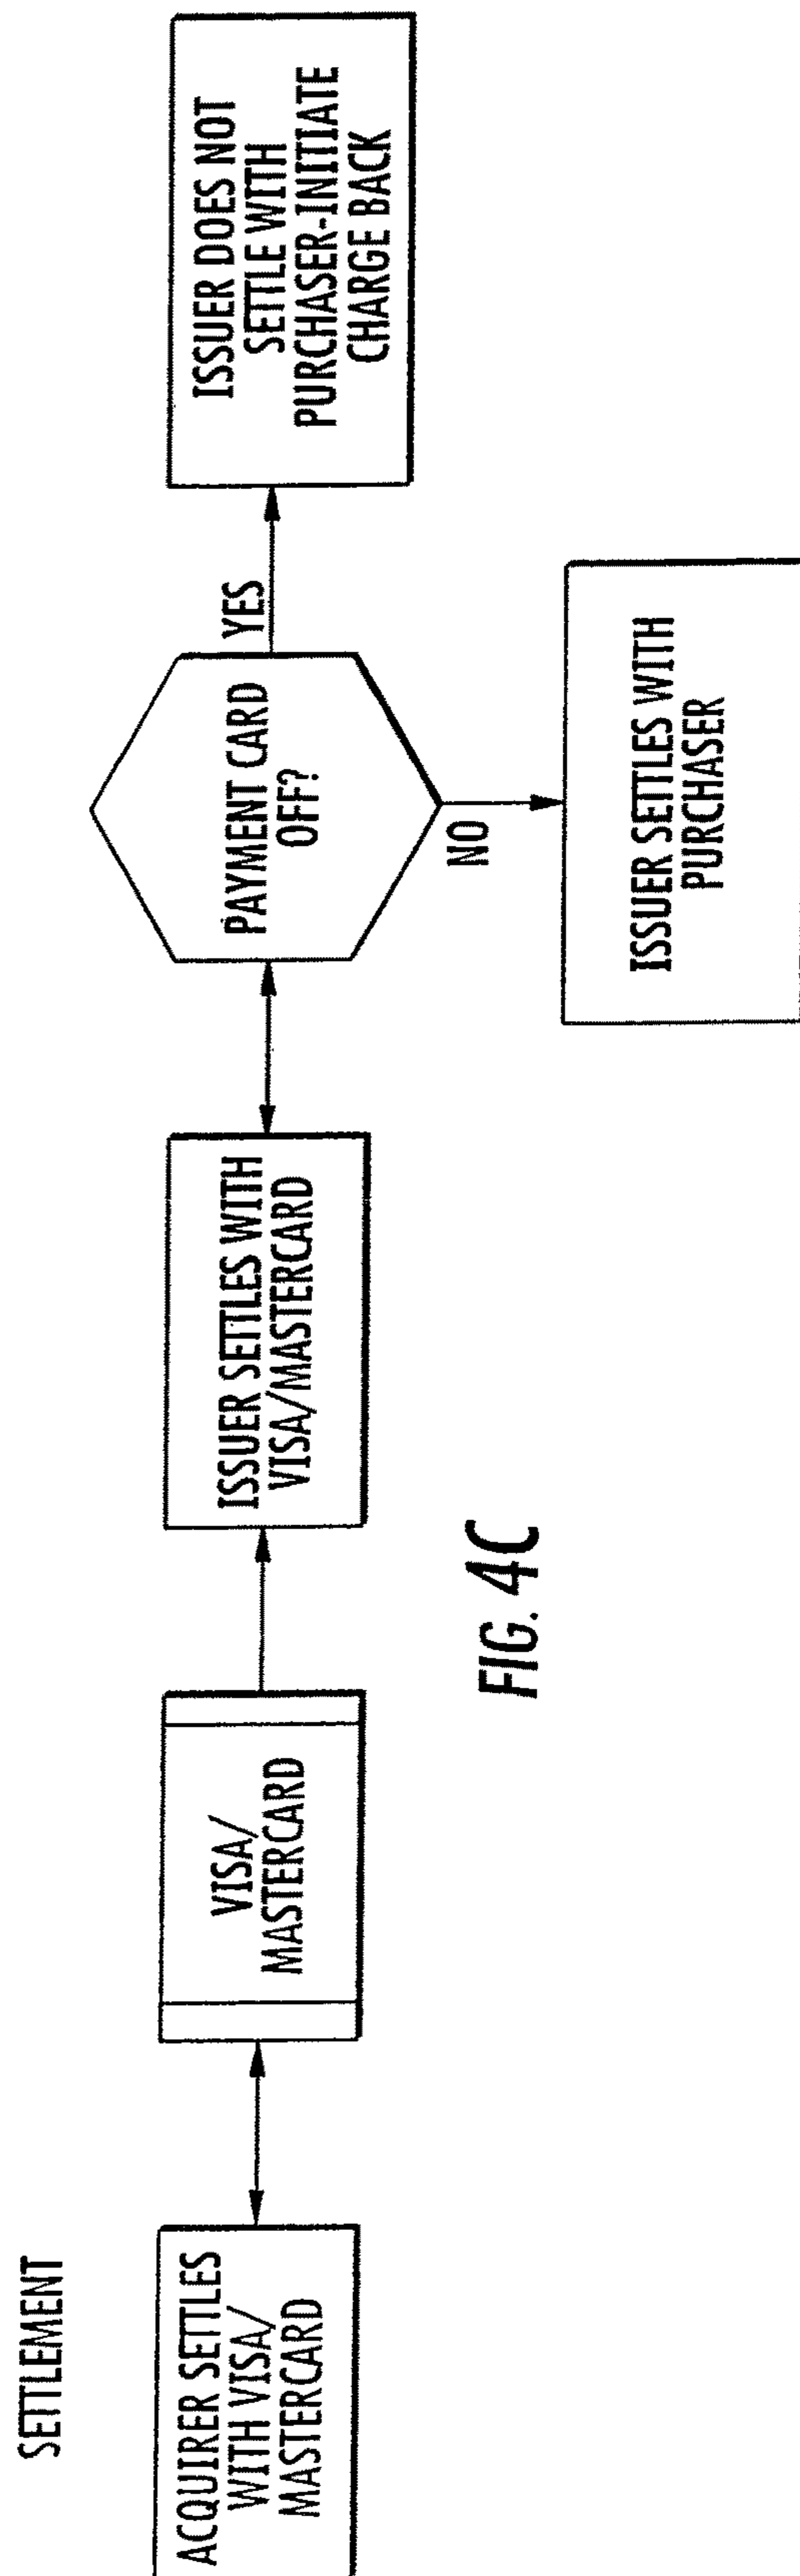 SETTLEMENT
ACQUIRER SETTLES
WITH VISA/
MASTERCARD
VISA/
MASTERCARD
ISSUER SETTLES WITH
VISA/MASTERCARD
PAYMENT CARD
OFF?
YES
ISSUER DOES NOT
SETTLE WITH
PURCHASER-INITIATE
CHARGE BACK
NO
ISSUER SETTLES WITH
PURCHASER
FIG. 4C